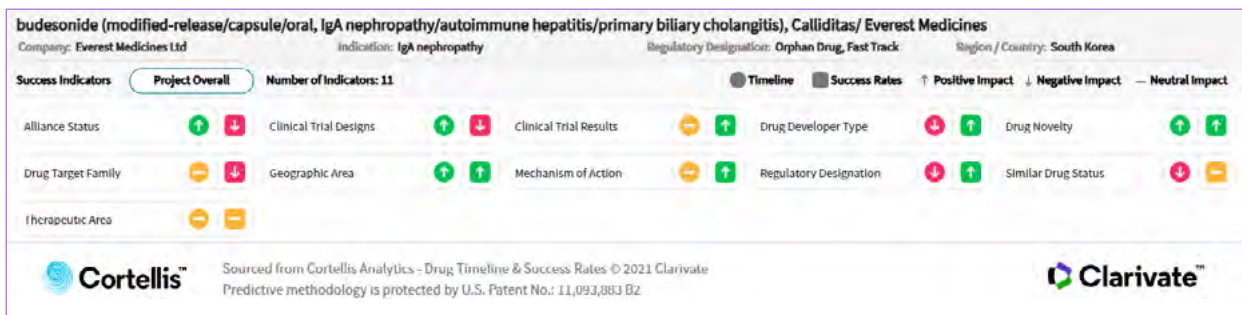 budesonide (modified-release/capsule/oral, IgA nephropathy/autoimmune hepatitis/primary biliary cholangitis), Calliditas/ Everest Medicines
Company: Everest Medicines Ltd Indication: IgA nephropathy Regulatory Designation: Orphan Drug, Fast Track Region / Country: South Korea
Success Indicators Project Overall Number of Indicators: 11 Timeline Success Rates ↑ Positive Impact ↓ Negative Impact — Neutral Impact
Alliance Status Clinical Trial Designs Clinical Trial Results Drug Developer Type Drug Novelty
Drug Target Family Geographic Area Mechanism of Action Regulatory Designation Similar Drug Status
Therapeutic Area
Cortellis™ Sourced from Cortellis Analytics - Drug Timeline & Success Rates © 2021 Clarivate Clarivate™
Predictive methodology is protected by U.S. Patent No.: 11,093,883 B2